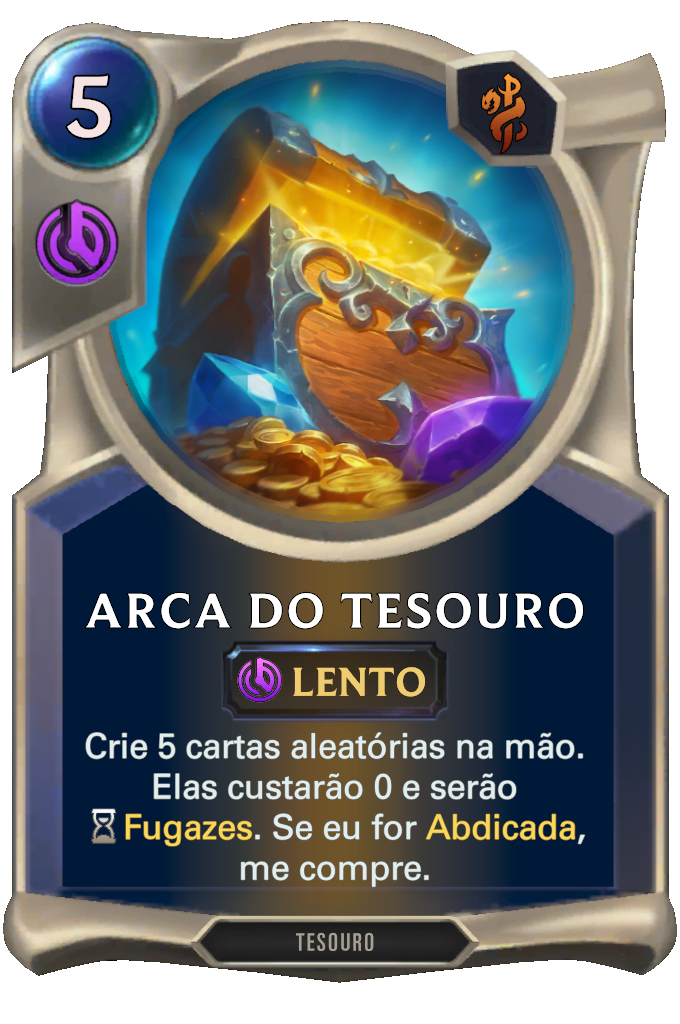 5
ARCA DO TESOURO
LENTO
Crie 5 cartas aleatórias na mão.
Elas custarão 0 e serão
Fugazes. Se eu for Abdicada,
me compre.
TESOURO